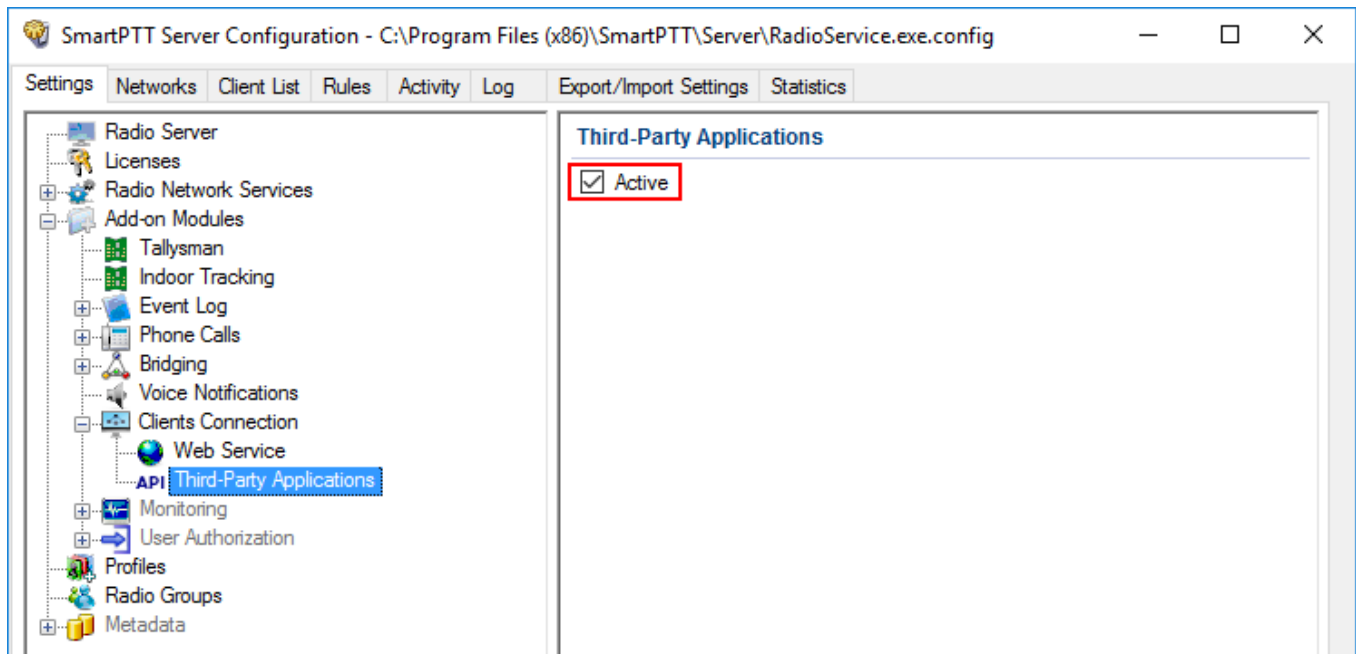 SmartPTT Server Configuration - C:\Program Files (x86)\SmartPTT\Server\RadioService.exe.config
Settings Networks Client List Rules Activity Log Export/Import Settings Statistics
Radio Server
Licenses
Radio Network Services
Add-on Modules
Tallysman
Indoor Tracking
Event Log
Phone Calls
Bridging
Voice Notifications
Clients Connection
Web Service
API Third-Party Applications
Monitoring
User Authorization
Profiles
Radio Groups
Metadata
Third-Party Applications
Active